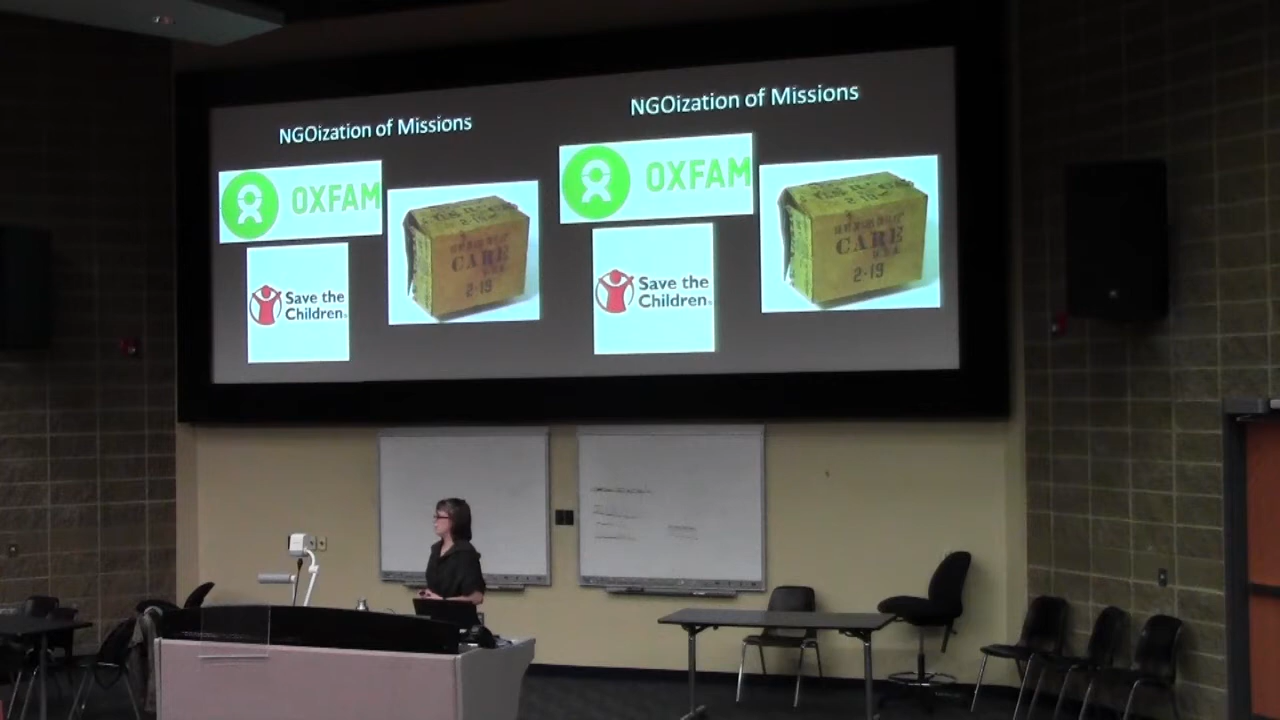 NGOization of Missions
OXFAM
Save the
Children
CARE
2-19
NGOization of Missions
OXFAM
Save the
Children
CARE
2-19